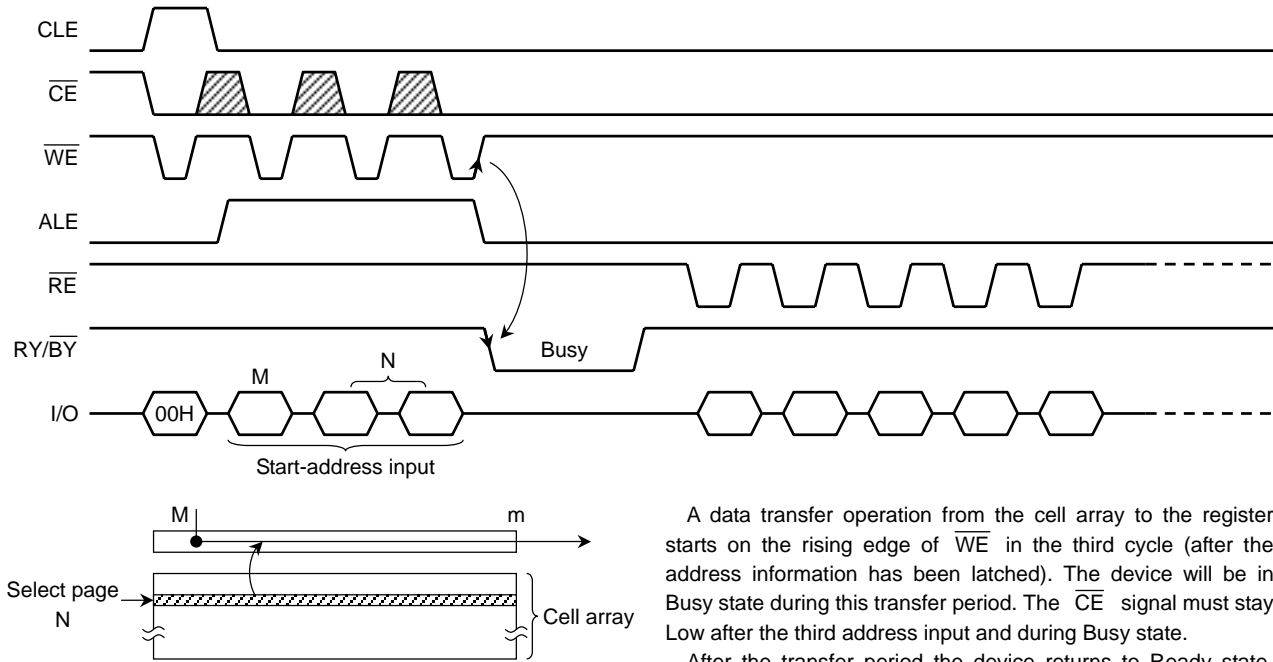 CLE
CE
WE
ALE
RE
RY/BY
Busy
M
N
I/O
00H
Start-address input
M
m
Select page
N
Cell array
A data transfer operation from the cell array to the register
starts on the rising edge of WE in the third cycle (after the
address information has been latched). The device will be in
Busy state during this transfer period. The CE signal must stay
Low after the third address input and during Busy state.
After the transfer period the device returns to Ready state.